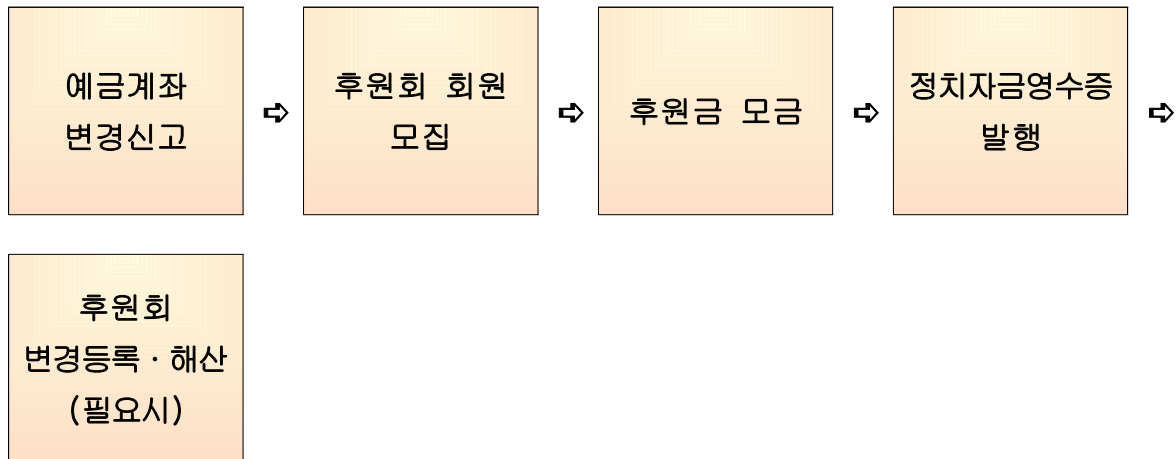 예금계좌
변경신고
⇨
후원회 회원
모집
⇨
후원금 모금
⇨
정치자금영수증
발행
⇨
후원회
변경등록 · 해산
(필요시)